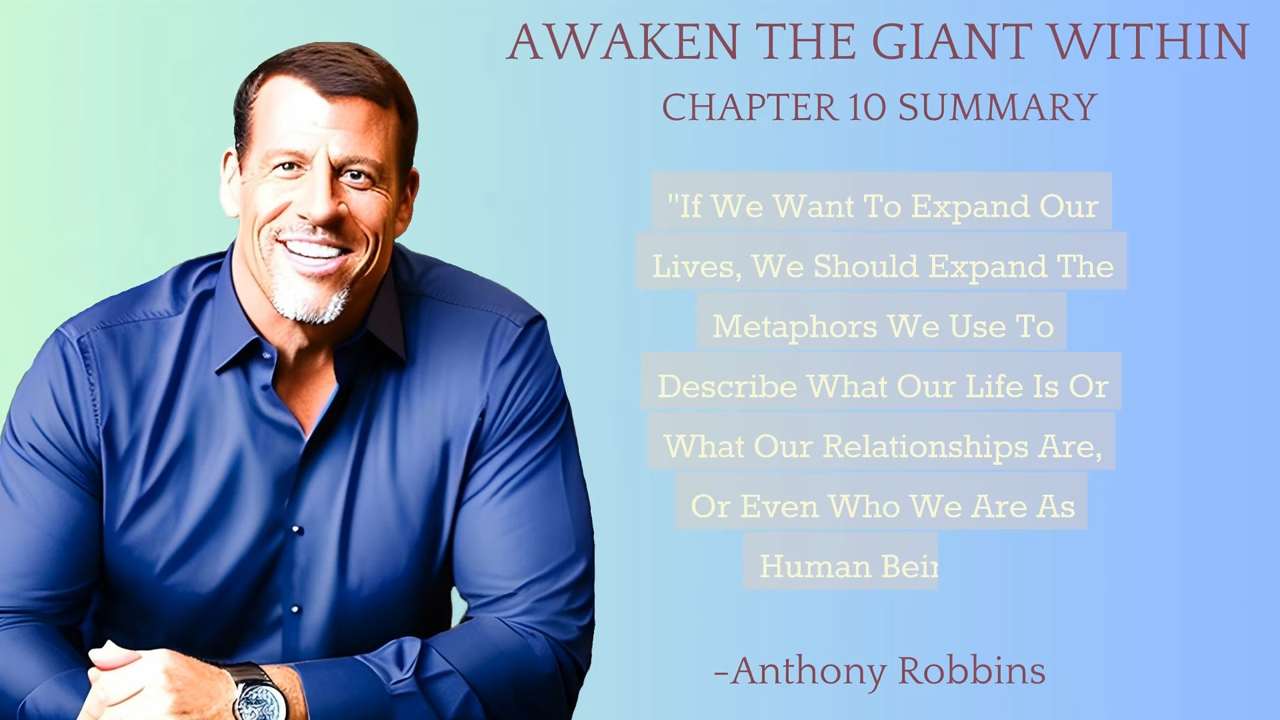 AWAKEN THE GIANT WITHIN
CHAPTER 10 SUMMARY
"If We Want To Expand Our
Lives, We Should Expand The
Metaphors We Use To
Describe What Our Life Is Or
What Our Relationships Are,
Or Even Who We Are As
Human
-Anthony Robbins